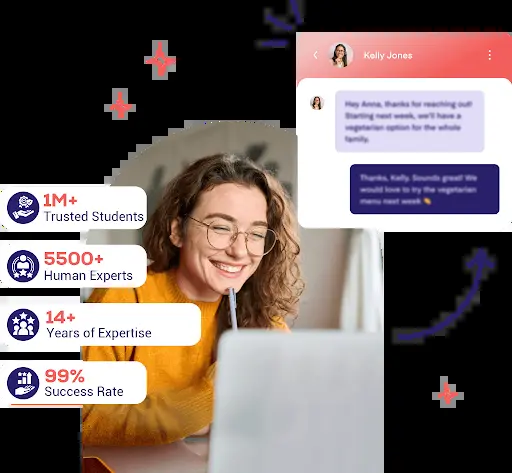 Kelly Jones
Hey Anna, thanks for reaching out!
Starting next week, we'll have a
vegetarian option for the whole
family.
Thanks, Kelly. Sounds great! We
would love to try the vegetarian
menu next week 👏
1M+
Trusted Students
5500+
Human Experts
14+
Years of Expertise
99%
Success Rate